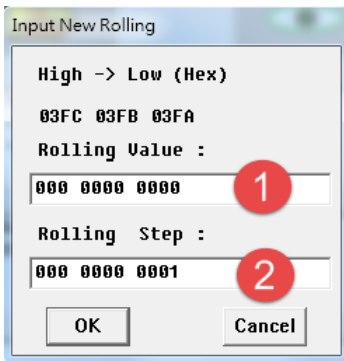 Input New Rolling
High -> Low (Hex)
03FC 03FB 03FA
Rolling Value :
000 0000 0000
1
Rolling Step :
000 0000 0001
2
OK Cancel